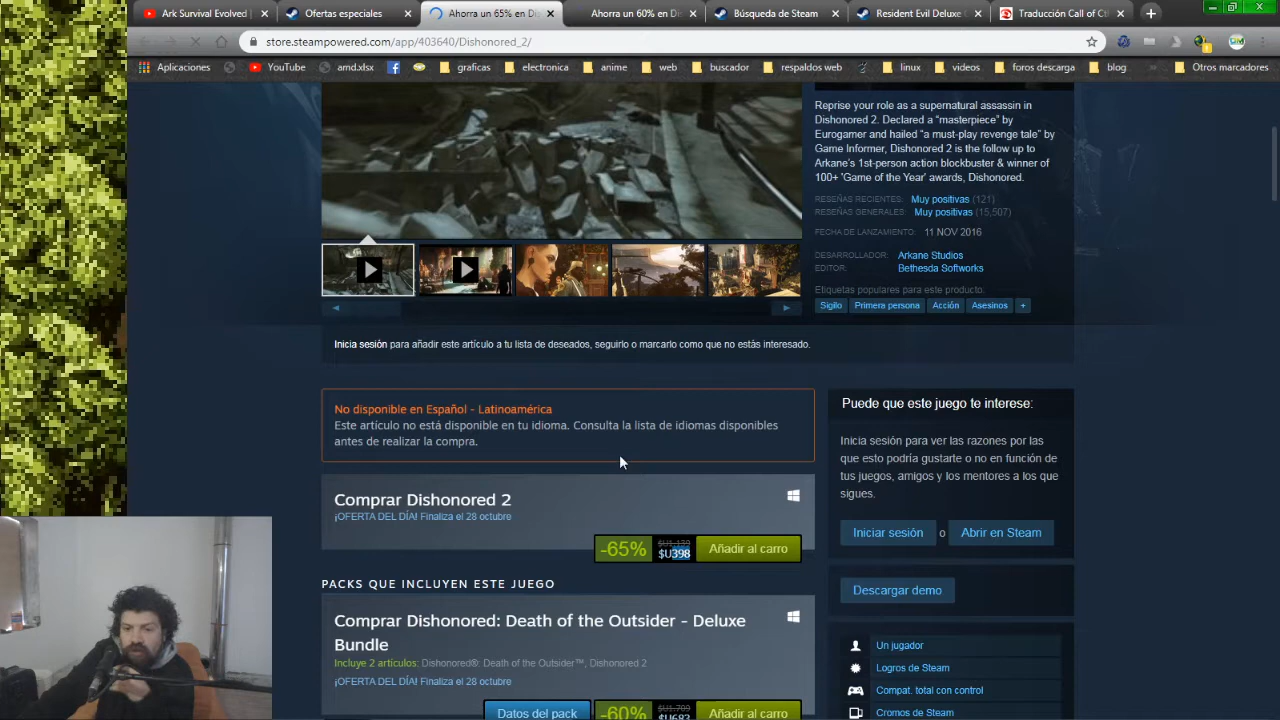 Ark Survival Evolved
Ofertas especiales
Ahorra un 65% en Di
Ahorra un 60% en De
Búsqueda de Steam
Resident Evil Deluxe O
Traducción Call of Cth
store.steampowered.com/app/403640/Dishonored_2/
Aplicaciones
YouTube
amd.xlsx
graficas
electronica
anime
web
buscador
respaldos web
linux
videos
foros descarga
blog
Otros marcadores
Reprise your role as a supernatural assassin in
Dishonored 2. Declared a “masterpiece” by
Eurogamer and hailed “a must-play revenge tale” by
Game Informer, Dishonored 2 is the follow up to
Arkane's 1st-person action blockbuster & winner of
100+ 'Game of the Year' awards, Dishonored.
RESEÑAS RECIENTES: Muy positivas (121)
RESEÑAS GENERALES: Muy positivas (15,507)
FECHA DE LANZAMIENTO: 11 NOV 2016
DESARROLLADOR: Arkane Studios
EDITOR: Bethesda Softworks
Etiquetas populares para este producto:
Sigilo Primera persona Acción Asesinos +
Inicia sesión para añadir este artículo a tu lista de deseados, seguirlo o marcarlo como que no estás interesado.
No disponible en Español - Latinoamérica
Este artículo no está disponible en tu idioma. Consulta la lista de idiomas disponibles
antes de realizar la compra.
Comprar Dishonored 2
¡OFERTA DEL DÍA! Finaliza el 28 octubre
-65%
$U1,139
$U398
Añadir al carro
PACKS QUE INCLUYEN ESTE JUEGO
Comprar Dishonored: Death of the Outsider - Deluxe
Bundle
Incluye 2 artículos: Dishonored®: Death of the Outsider™, Dishonored 2
¡OFERTA DEL DÍA! Finaliza el 28 octubre
Datos del pack
-60%
$U1,709
$U683
Añadir al carro
Puede que este juego te interese:
Inicia sesión para ver las razones por las
que esto podría gustarte o no en función de
tus juegos, amigos y los mentores a los que
sigues.
Iniciar sesión o Abrir en Steam
Descargar demo
Un jugador
Logros de Steam
Compat. total con control
Cromos de Steam